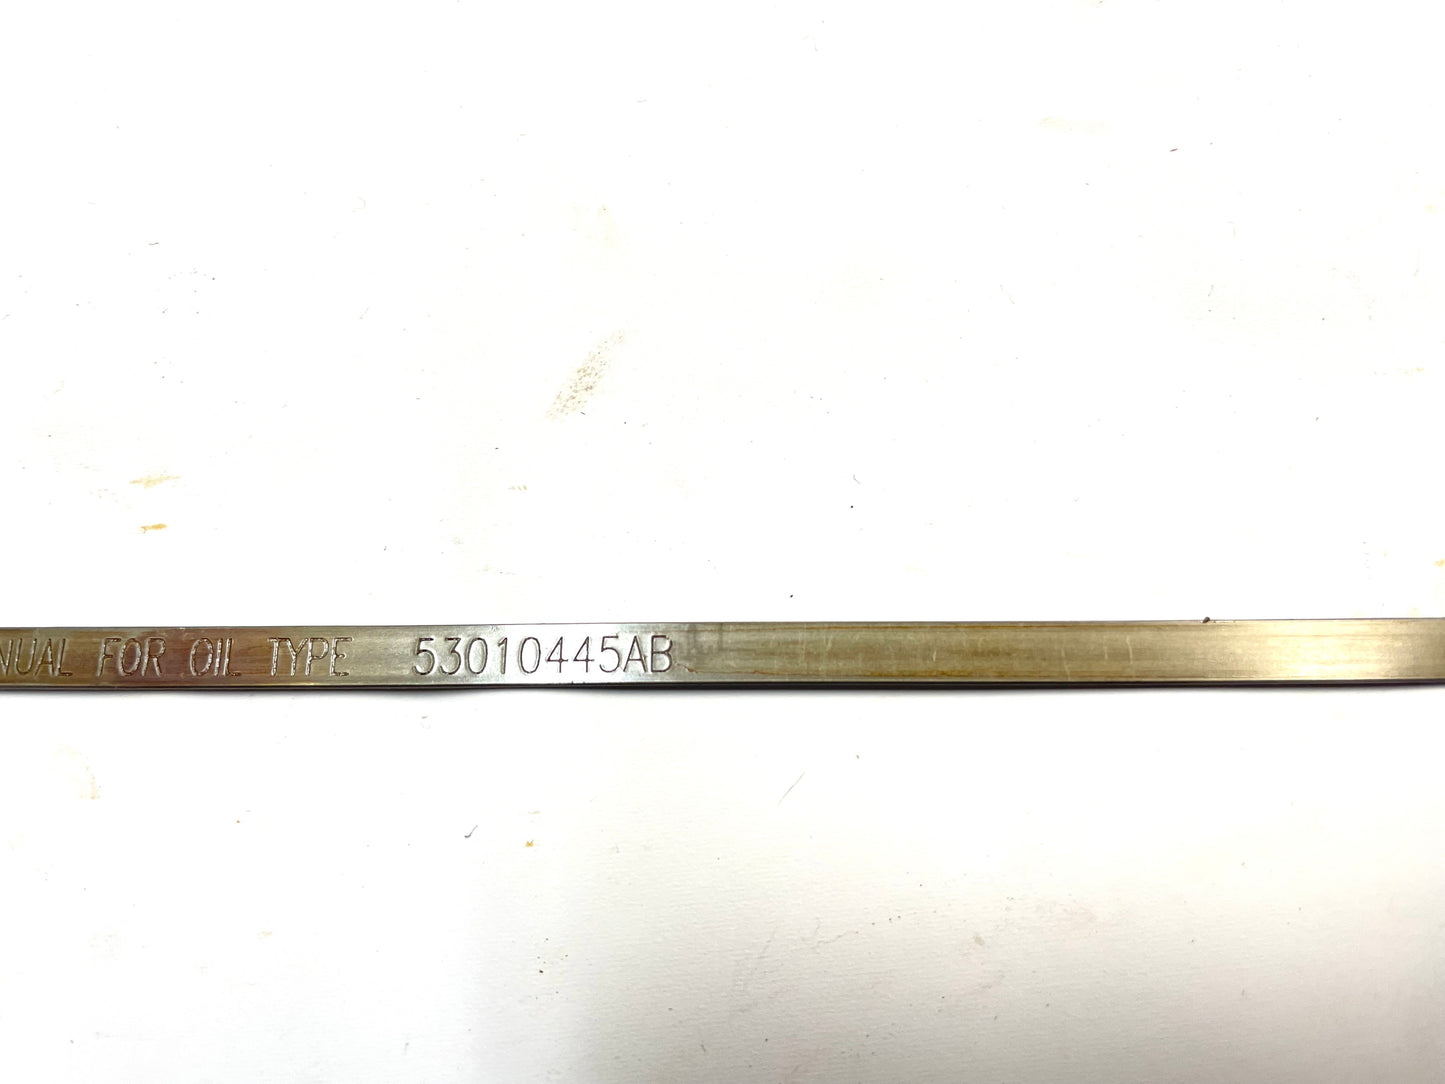 NUAL FOR OIL TYPE 53010445AB